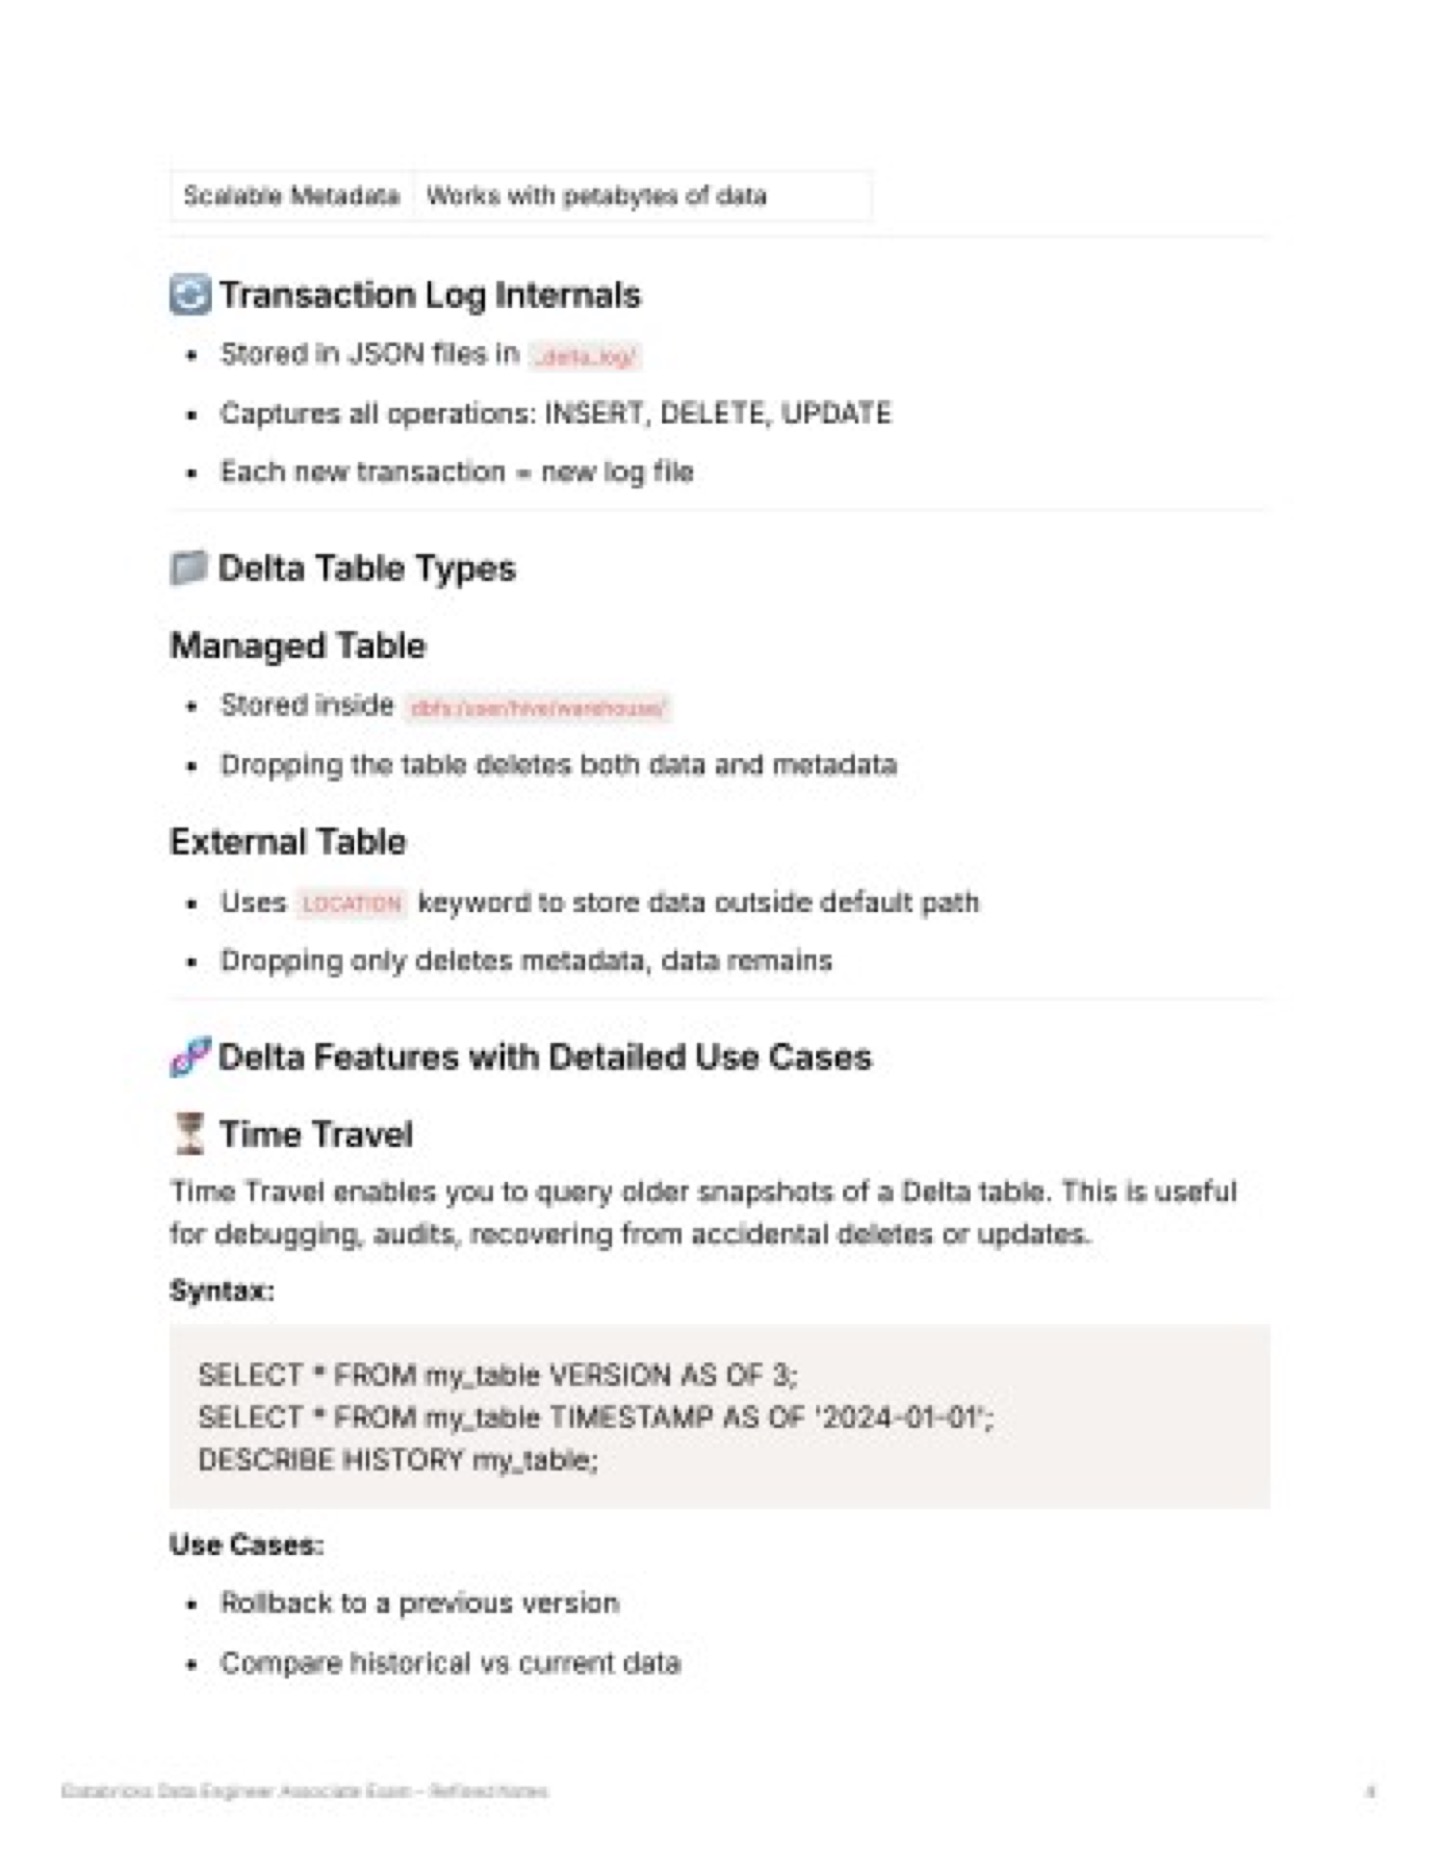 Scalable Metadata Works with petabytes of data
Transaction Log Internals
• Stored in JSON files in _delta_log/
• Captures all operations: INSERT, DELETE, UPDATE
• Each new transaction = new log file
Delta Table Types
Managed Table
• Stored inside dbfs:/user/hive/warehouse/
• Dropping the table deletes both data and metadata
External Table
• Uses LOCATION keyword to store data outside default path
• Dropping only deletes metadata, data remains
Delta Features with Detailed Use Cases
Time Travel
Time Travel enables you to query older snapshots of a Delta table. This is useful
for debugging, audits, recovering from accidental deletes or updates.
Syntax:
SELECT * FROM my_table VERSION AS OF 3;
SELECT * FROM my_table TIMESTAMP AS OF '2024-01-01';
DESCRIBE HISTORY my_table;
Use Cases:
• Rollback to a previous version
• Compare historical vs current data
Databricks Data Engineer Associate Exam – Refined Notes
4